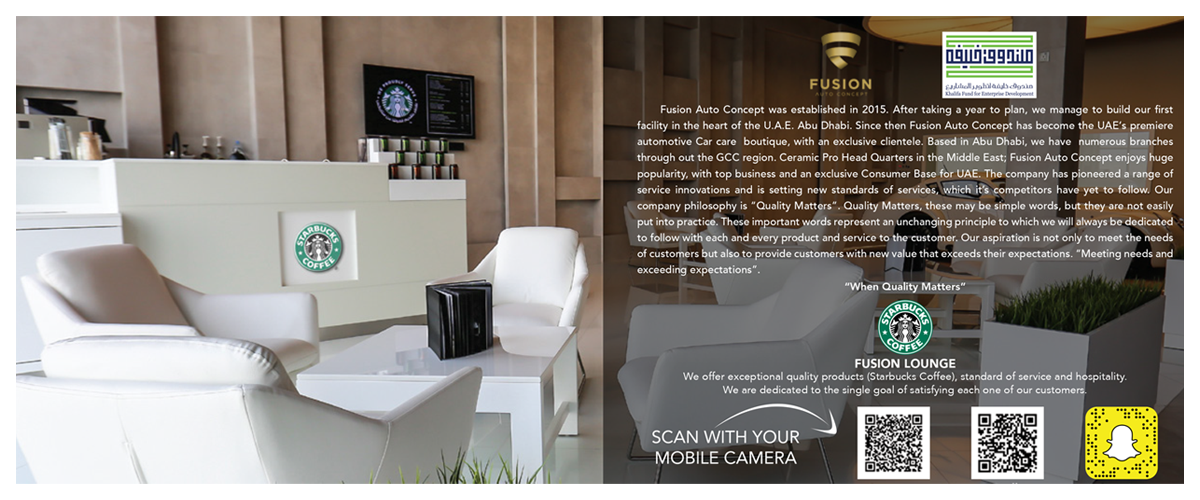 STARBUCKS
COFFEE
FUSION
AUTO CONCEPT
صندوق خليفة
صندوق خليفة لتطوير المشاريع
Khalifa Fund for Enterprise Development
Fusion Auto Concept was established in 2015. After taking a year to plan, we manage to build our first
facility in the heart of the U.A.E. Abu Dhabi. Since then Fusion Auto Concept has become the UAE's premiere
automotive Car care boutique, with an exclusive clientele. Based in Abu Dhabi, we have numerous branches
through out the GCC region. Ceramic Pro Head Quarters in the Middle East; Fusion Auto Concept enjoys huge
popularity, with top business and an exclusive Consumer Base for UAE. The company has pioneered a range of
service innovations and is setting new standards of services, which it's competitors have yet to follow. Our
company philosophy is "Quality Matters". Quality Matters, these may be simple words, but they are not easily
put into practice. These important words represent an unchanging principle to which we will always be dedicated
to follow with each and every product and service to the customer. Our aspiration is not only to meet the needs
of customers but also to provide customers with new value that exceeds their expectations. "Meeting needs and
exceeding expectations".
"When Quality Matters"
STARBUCKS
COFFEE
FUSION LOUNGE
We offer exceptional quality products (Starbucks Coffee), standard of service and hospitality.
We are dedicated to the single goal of satisfying each one of our customers.
SCAN WITH YOUR
MOBILE CAMERA